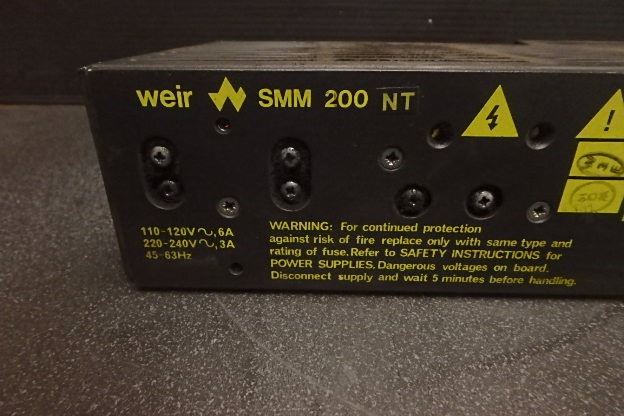 weir SMM 200 NT
110-120V ~, 6A
220-240V ~, 3A
45-63Hz
WARNING: For continued protection
against risk of fire replace only with same type and
rating of fuse. Refer to SAFETY INSTRUCTIONS for
POWER SUPPLIES. Dangerous voltages on board.
Disconnect supply and wait 5 minutes before handling.